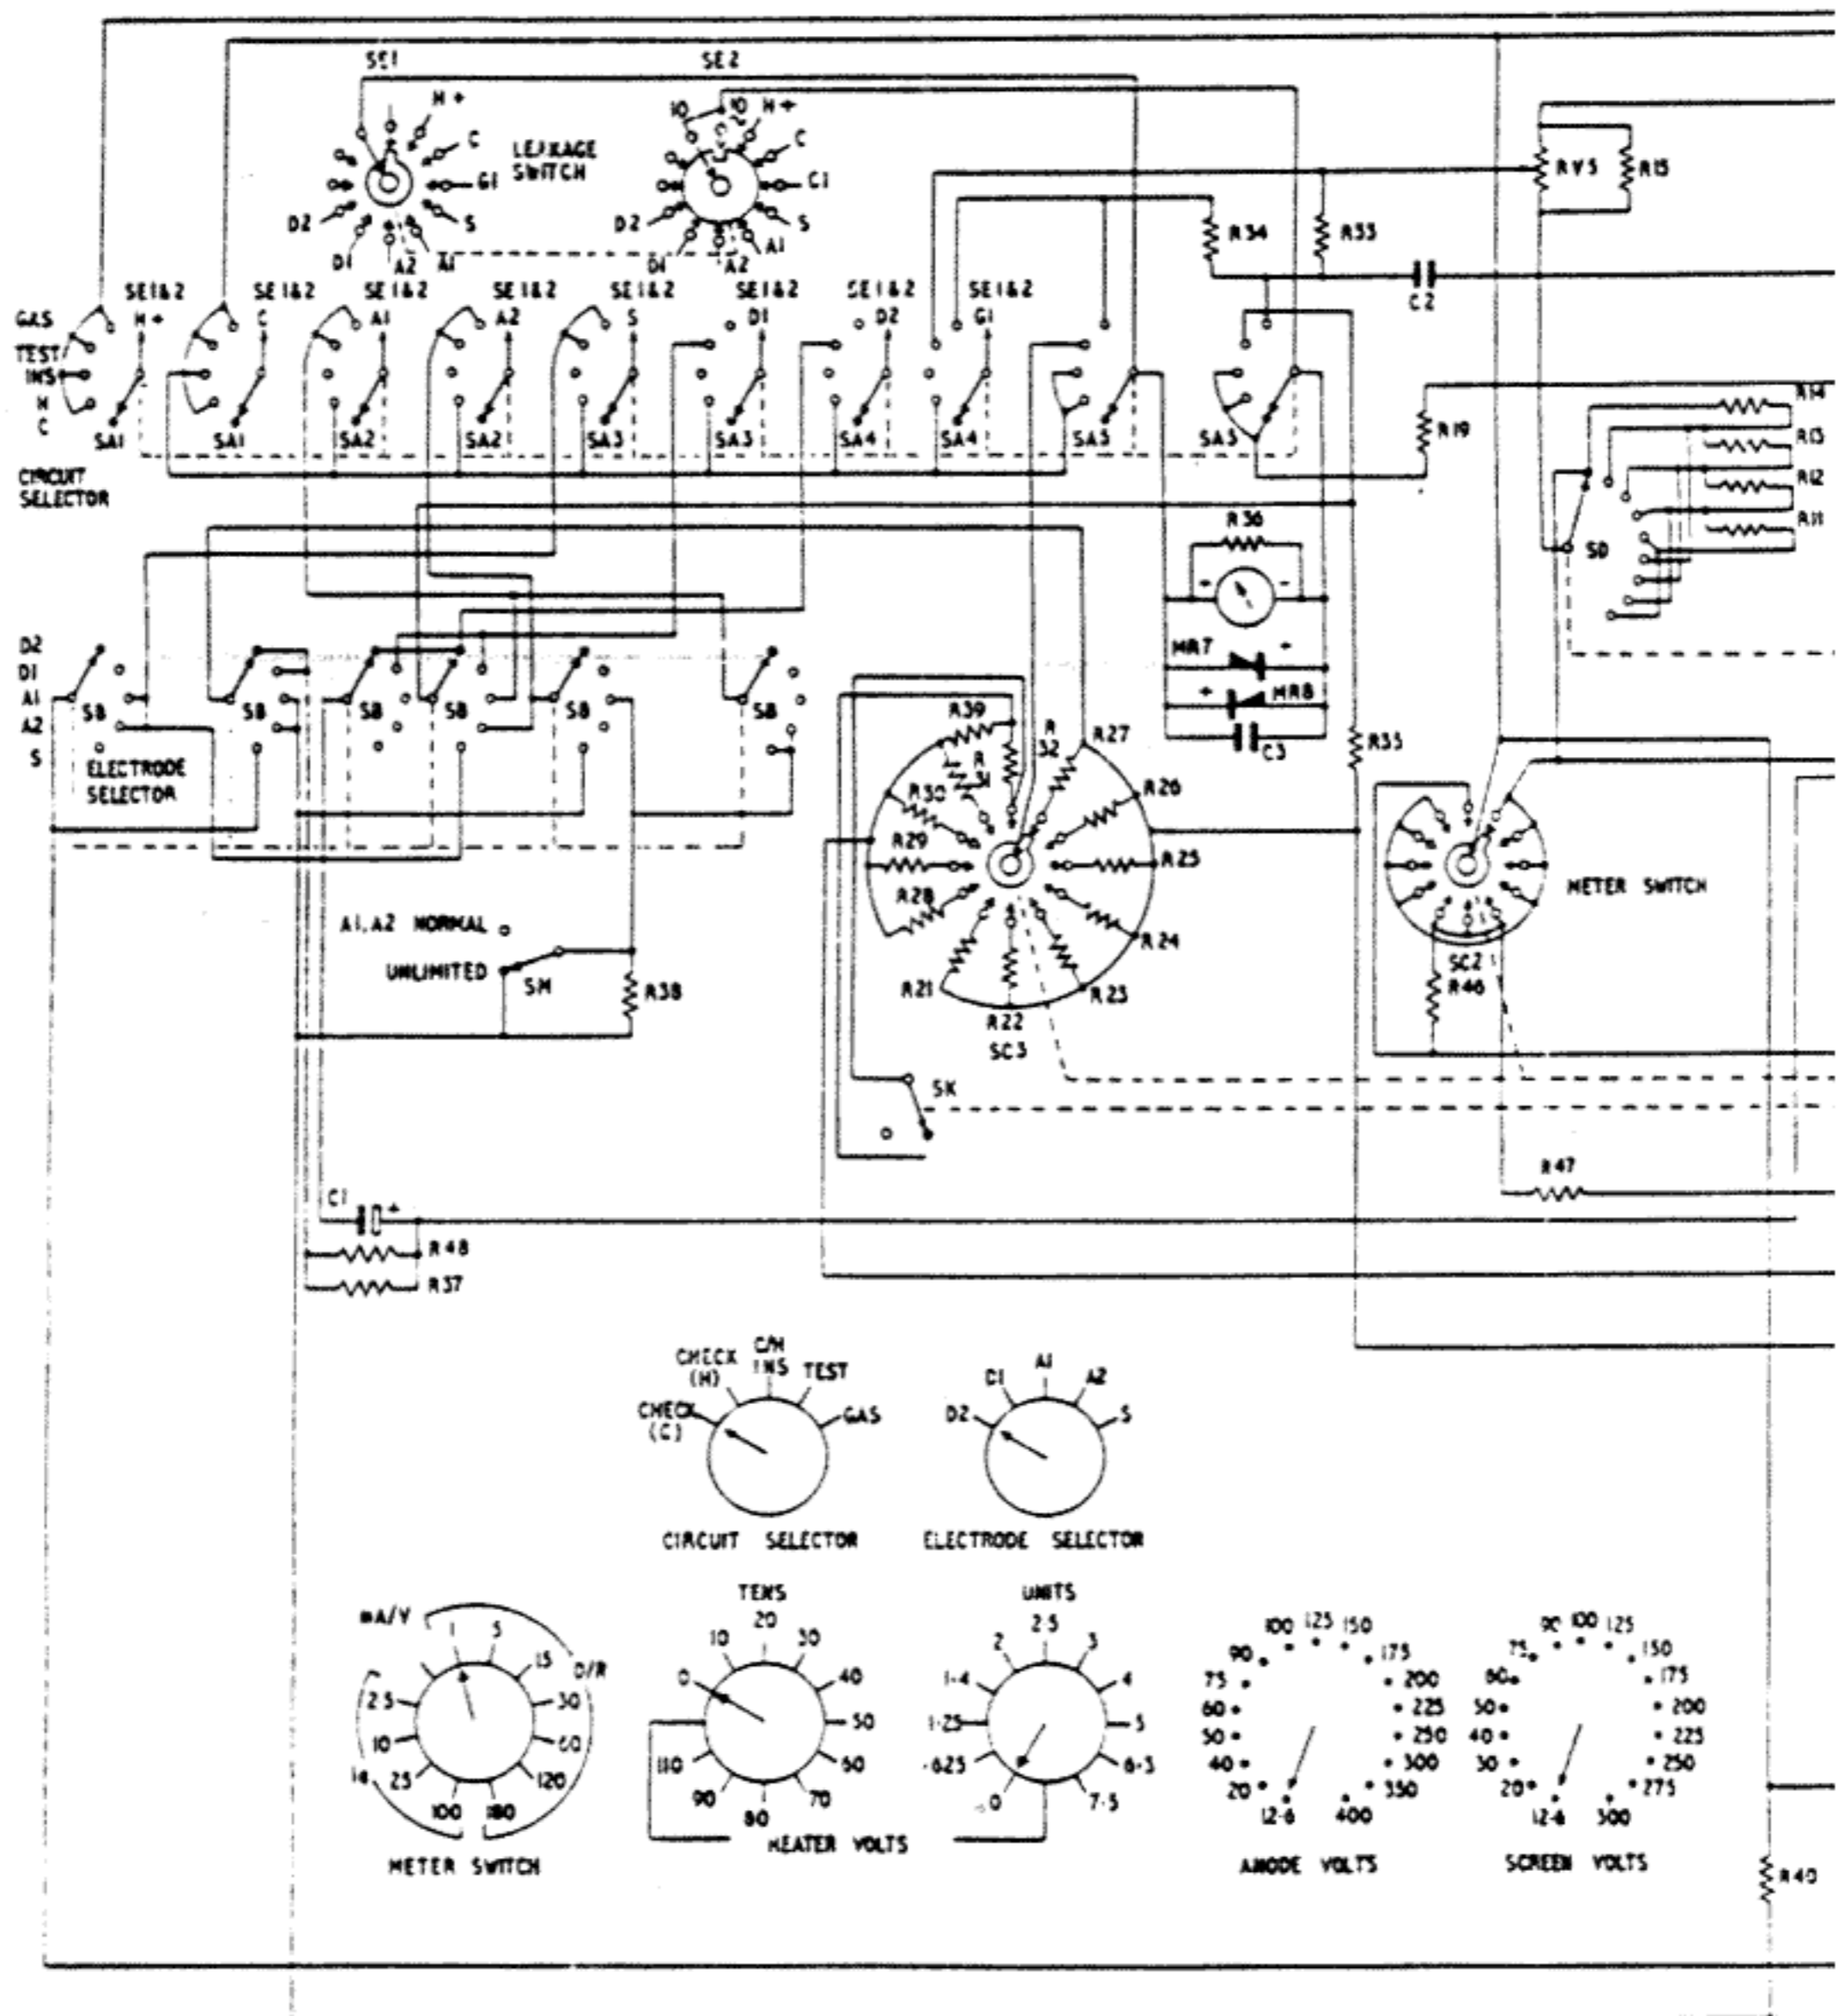 SE1 SE2
H+ 10 10 H+
C C
LEAKAGE
SWITCH
G1 G1
RV5 R15
D2 S D2 S
D1 A2 A1 D1 A2 A1
R34 R33
C2
SE1&2 SE1&2 SE1&2 SE1&2 SE1&2 SE1&2 SE1&2 SE1&2
GAS H+ C A1 A2 S D1 D2 G1
TEST
INS
H
C
SA1 SA1 SA2 SA2 SA3 SA3 SA4 SA4 SA5 SA5
R19
R14
R13
R12
R11
CIRCUIT
SELECTOR
R36
SD
+ -
MR7 -
+ MR8
C3
D2
D1
A1
A2
S
SB SB SB SB SB SB
ELECTRODE
SELECTOR
R39 R32 R27
R31 R26
R30
R29 R25
R28
R24
R21 R23
R22
SC3
R35
METER SWITCH
SC2
R46
A1, A2 NORMAL
UNLIMITED
SH
R38
SK
R47
C1 +
R48
R37
CHECK (H) C/H INS TEST
CHECK (C) GAS
CIRCUIT SELECTOR
D1 A1 A2
D2 S
ELECTRODE SELECTOR
mA/V 1 5
15 D/R
2·5 30
10 60
Ia 25 120
100 180
METER SWITCH
TENS
10 20 30
0 40
50
110 60
90 80 70
UNITS
2 2·5 3
1·4 4
1·25 5
·625 6·3
0 7·5
HEATER VOLTS
100 125 150
90 175
75 200
60 225
50 250
40 300
20 350
12·6 400
ANODE VOLTS
90 100 125
75 150
60 175
50 200
40 225
30 250
20 275
12·6 300
SCREEN VOLTS
R40